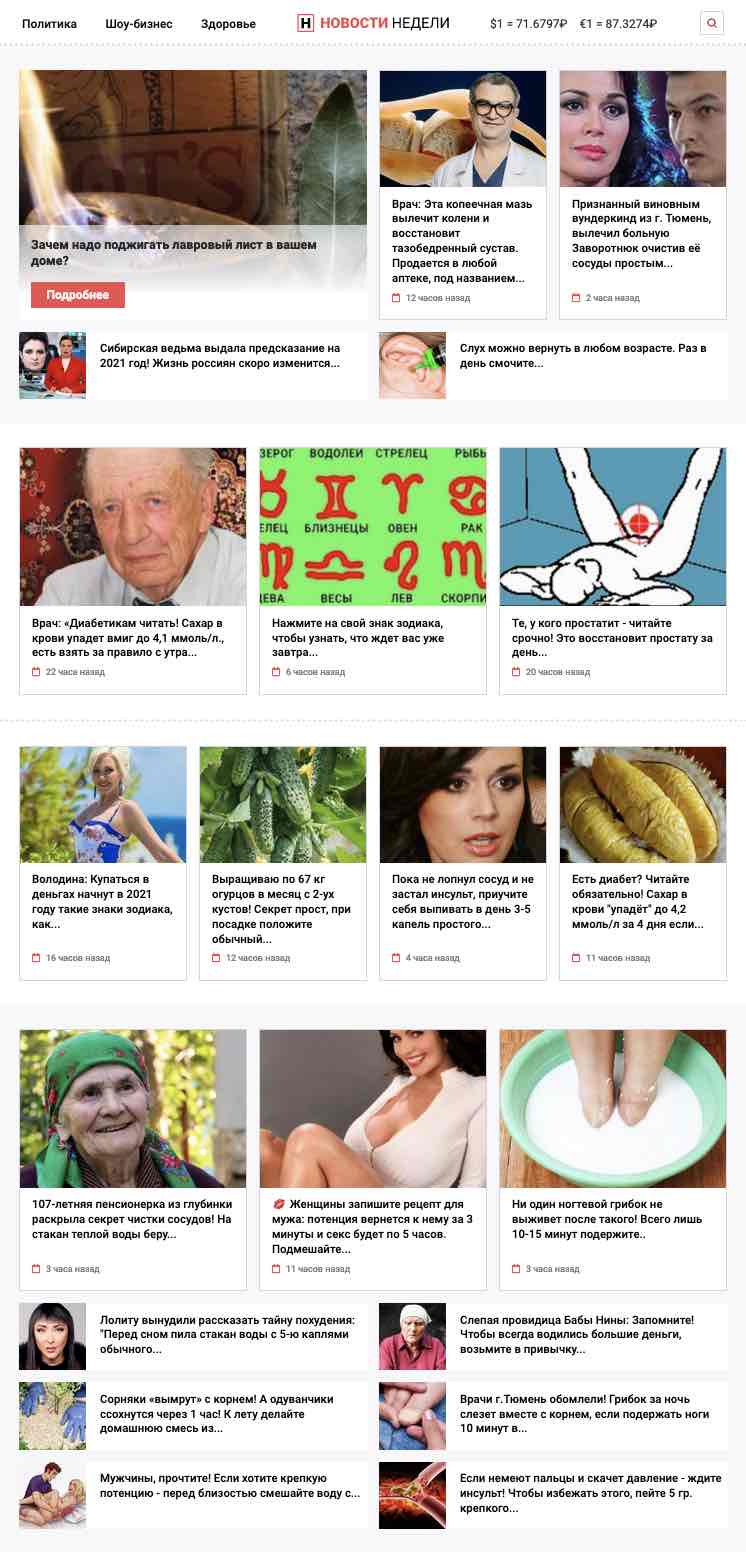 Политика Шоу-бизнес Здоровье Н НОВОСТИ НЕДЕЛИ $1 = 71.6797₽ €1 = 87.3274₽
OT'S
Зачем надо поджигать лавровый лист в вашем
доме?
Подробнее
Врач: Эта копеечная мазь
вылечит колени и
восстановит
тазобедренный сустав.
Продается в любой
аптеке, под названием...
12 часов назад
Признанный виновным
вундеркинд из г. Тюмень,
вылечил больную
Заворотнюк очистив её
сосуды простым...
2 часа назад
Сибирская ведьма выдала предсказание на
2021 год! Жизнь россиян скоро изменится...
Слух можно вернуть в любом возрасте. Раз в
день смочите...
Врач: «Диабетикам читать! Сахар в
крови упадет вмиг до 4,1 ммоль/л.,
есть взять за правило с утра...
22 часа назад
ЗЕРОГ ВОДОЛЕЙ СТРЕЛЕЦ РЫБЬ
ЕЛЕЦ БЛИЗНЕЦЫ ОВЕН РАК
ДЕВА ВЕСЫ ЛЕВ СКОРПИ
Нажмите на свой знак зодиака,
чтобы узнать, что ждет вас уже
завтра...
6 часов назад
Те, у кого простатит - читайте
срочно! Это восстановит простату за
день...
20 часов назад
Володина: Купаться в
деньгах начнут в 2021
году такие знаки зодиака,
как...
16 часов назад
Выращиваю по 67 кг
огурцов в месяц с 2-ух
кустов! Секрет прост, при
посадке положите
обычный...
12 часов назад
Пока не лопнул сосуд и не
застал инсульт, приучите
себя выпивать в день 3-5
капель простого...
4 часа назад
Есть диабет? Читайте
обязательно! Сахар в
крови "упадёт" до 4,2
ммоль/л за 4 дня если...
11 часов назад
107-летняя пенсионерка из глубинки
раскрыла секрет чистки сосудов! На
стакан теплой воды беру...
3 часа назад
💋 Женщины запишите рецепт для
мужа: потенция вернется к нему за 3
минуты и секс будет по 5 часов.
Подмешайте...
11 часов назад
Ни один ногтевой грибок не
выживет после такого! Всего лишь
10-15 минут подержите..
3 часа назад
Лолиту вынудили рассказать тайну похудения:
"Перед сном пила стакан воды с 5-ю каплями
обычного...
Слепая провидица Бабы Нины: Запомните!
Чтобы всегда водились большие деньги,
возьмите в привычку...
Сорняки «вымрут» с корнем! А одуванчики
ссохнутся через 1 час! К лету делайте
домашнюю смесь из...
Врачи г.Тюмень обомлели! Грибок за ночь
слезет вместе с корнем, если подержать ноги
10 минут в...
Мужчины, прочтите! Если хотите крепкую
потенцию - перед близостью смешайте воду с...
Если немеют пальцы и скачет давление - ждите
инсульт! Чтобы избежать этого, пейте 5 гр.
крепкого...